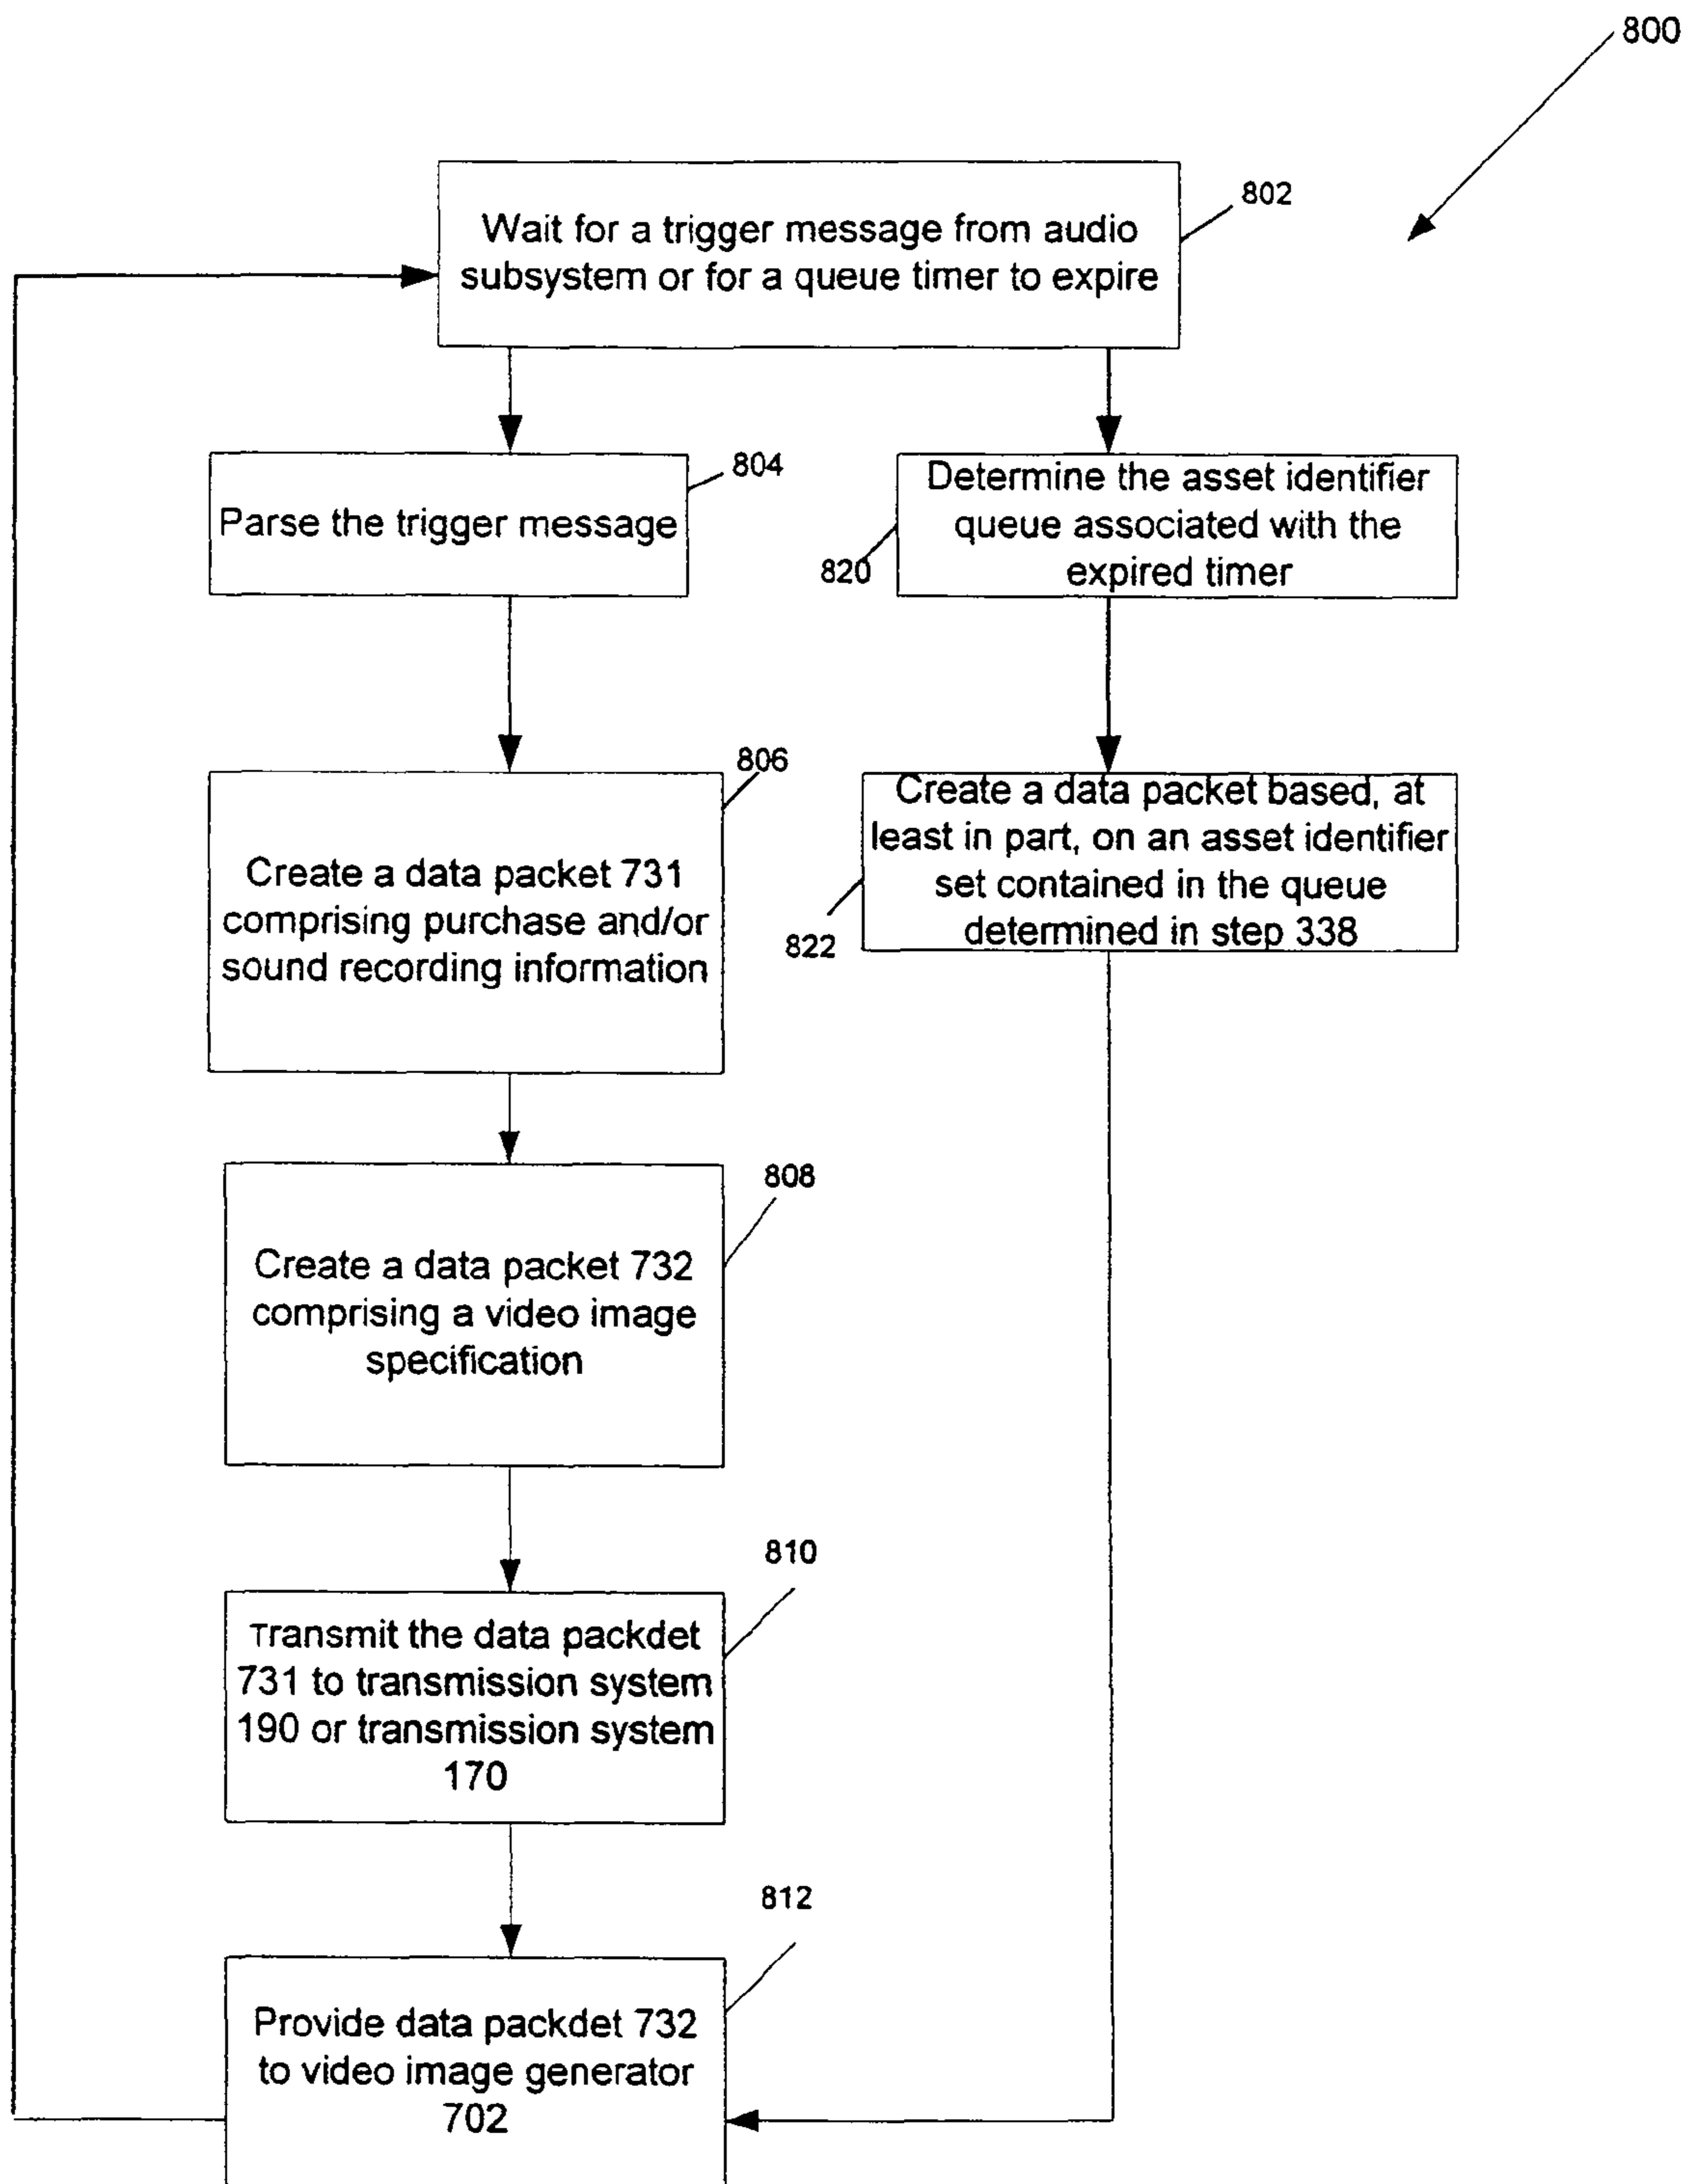 800
802
Wait for a trigger message from audio
subsystem or for a queue timer to expire
804
Parse the trigger message
Determine the asset identifier
queue associated with the
expired timer
820
806
Create a data packet 731
comprising purchase and/or
sound recording information
Create a data packet based, at
least in part, on an asset identifier
set contained in the queue
determined in step 338
822
808
Create a data packet 732
comprising a video image
specification
810
Transmit the data packdet
731 to transmission system
190 or transmission system
170
812
Provide data packdet 732
to video image generator
702